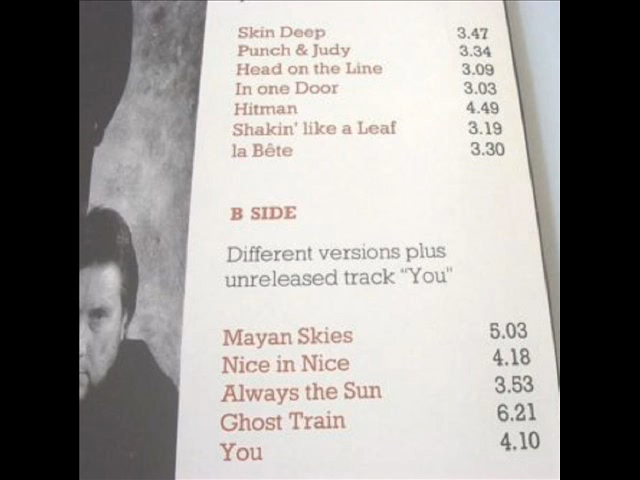 Skin Deep 3.47
Punch & Judy 3.34
Head on the Line 3.09
In one Door 3.03
Hitman 4.49
Shakin' like a Leaf 3.19
la Bête 3.30
B SIDE
Different versions plus
unreleased track "You"
Mayan Skies 5.03
Nice in Nice 4.18
Always the Sun 3.53
Ghost Train 6.21
You 4.10